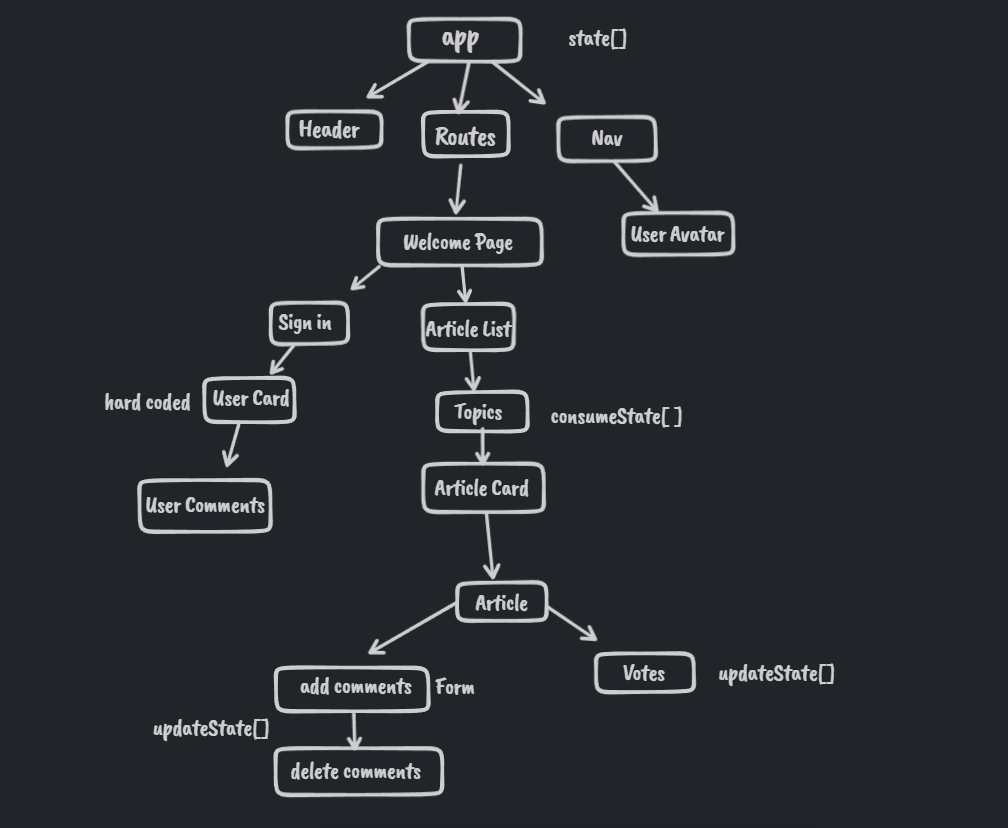 app
state[]
Header
Routes
Nav
Welcome Page
User Avatar
Sign in
Article List
hard coded
User Card
Topics
consumeState[ ]
User Comments
Article Card
Article
add comments
Form
Votes
updateState[]
updateState[]
delete comments